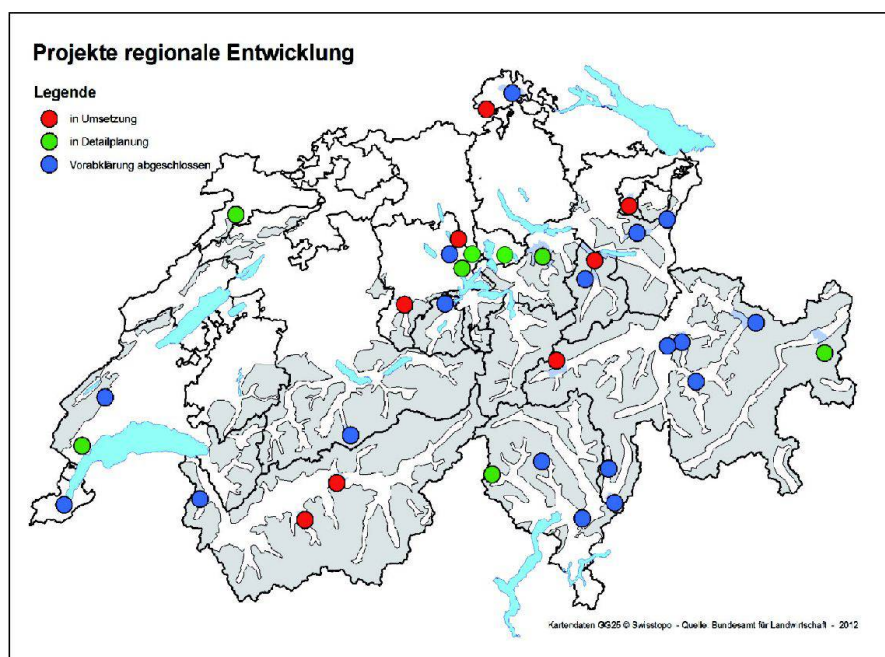 Projekte regionale Entwicklung
Legende
in Umsetzung
in Detailplanung
Vorabklärung abgeschlossen
Kartendaten GG25 © Swisstopo - Quelle: Bundesamt für Landwirtschaft - 2012